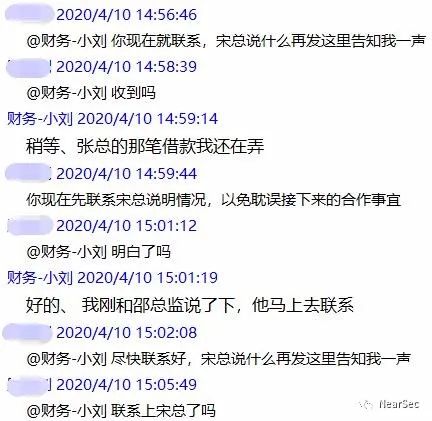 2020/4/10 14:56:46
@财务-小刘 你现在就联系，宋总说什么再发这里告知我一声
2020/4/10 14:58:39
@财务-小刘 收到吗
财务-小刘 2020/4/10 14:59:14
稍等、张总的那笔借款我还在弄
2020/4/10 14:59:44
你现在先联系宋总说明情况，以免耽误接下来的合作事宜
2020/4/10 15:01:12
@财务-小刘 明白了吗
财务-小刘 2020/4/10 15:01:19
好的、 我刚和邵总监说了下，他马上去联系
2020/4/10 15:02:08
@财务-小刘 尽快联系好，宋总说什么再发这里告知我一声
2020/4/10 15:05:49
@财务-小刘 联系上宋总了吗
NearSec